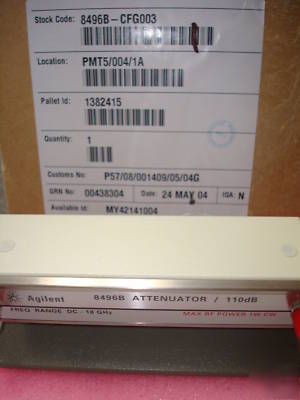 Stock Code: 8496B-CFG003
Location: PMT5/004/1A
Pallet Id: 1382415
Quantity: 1
Customs No: P57/08/001409/05/04G
GRN No: 00438304 Date: 24 MAY 04 IQA: N
Available Id: MY42141004
Agilent 8496B ATTENUATOR / 110dB
FREQ RANGE DC - 18 GHz MAX RF POWER 1W CW